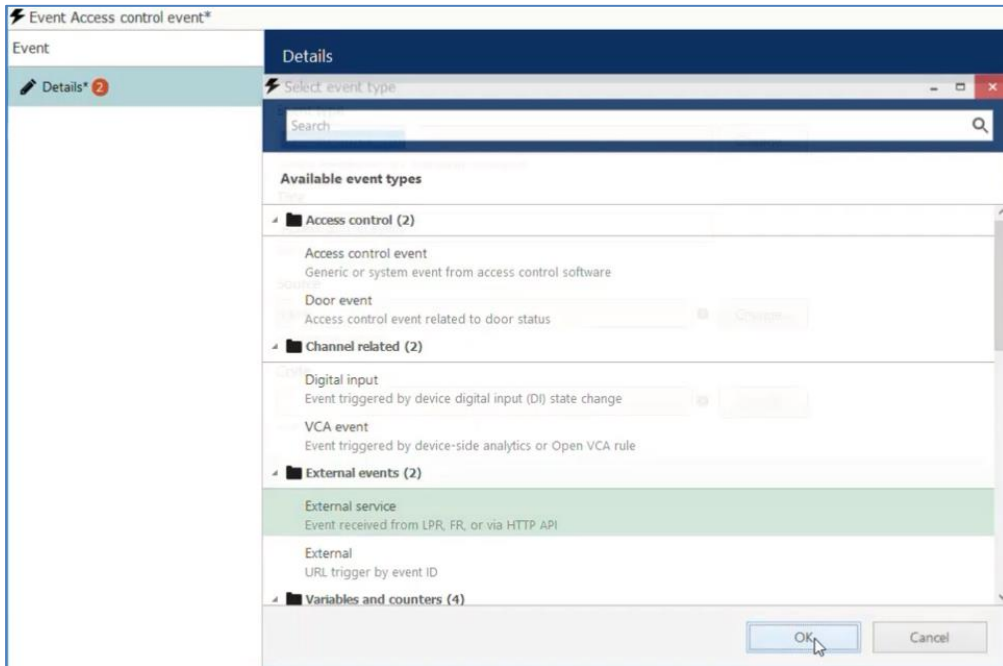 Event Access control event*
Event
Details
Details* 2
Select event type
Search
Available event types
Access control (2)
Access control event
Generic or system event from access control software
Door event
Access control event related to door status
Channel related (2)
Digital input
Event triggered by device digital input (DI) state change
VCA event
Event triggered by device-side analytics or Open VCA rule
External events (2)
External service
Event received from LPR, FR, or via HTTP API
External
URL trigger by event ID
Variables and counters (4)
OK
Cancel